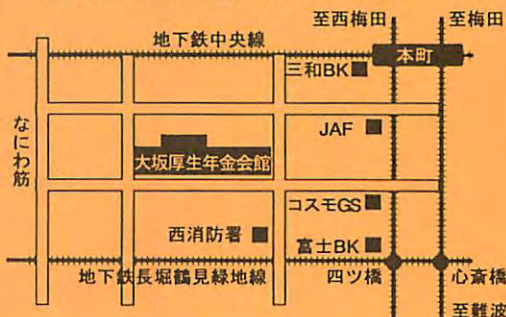 至西梅田
至梅田
地下鉄中央線
本町
三和BK
なにわ筋
JAF
大坂厚生年金会館
コスモGS
西消防署
富士BK
地下鉄長堀鶴見緑地線
四ツ橋
心斎橋
至難波